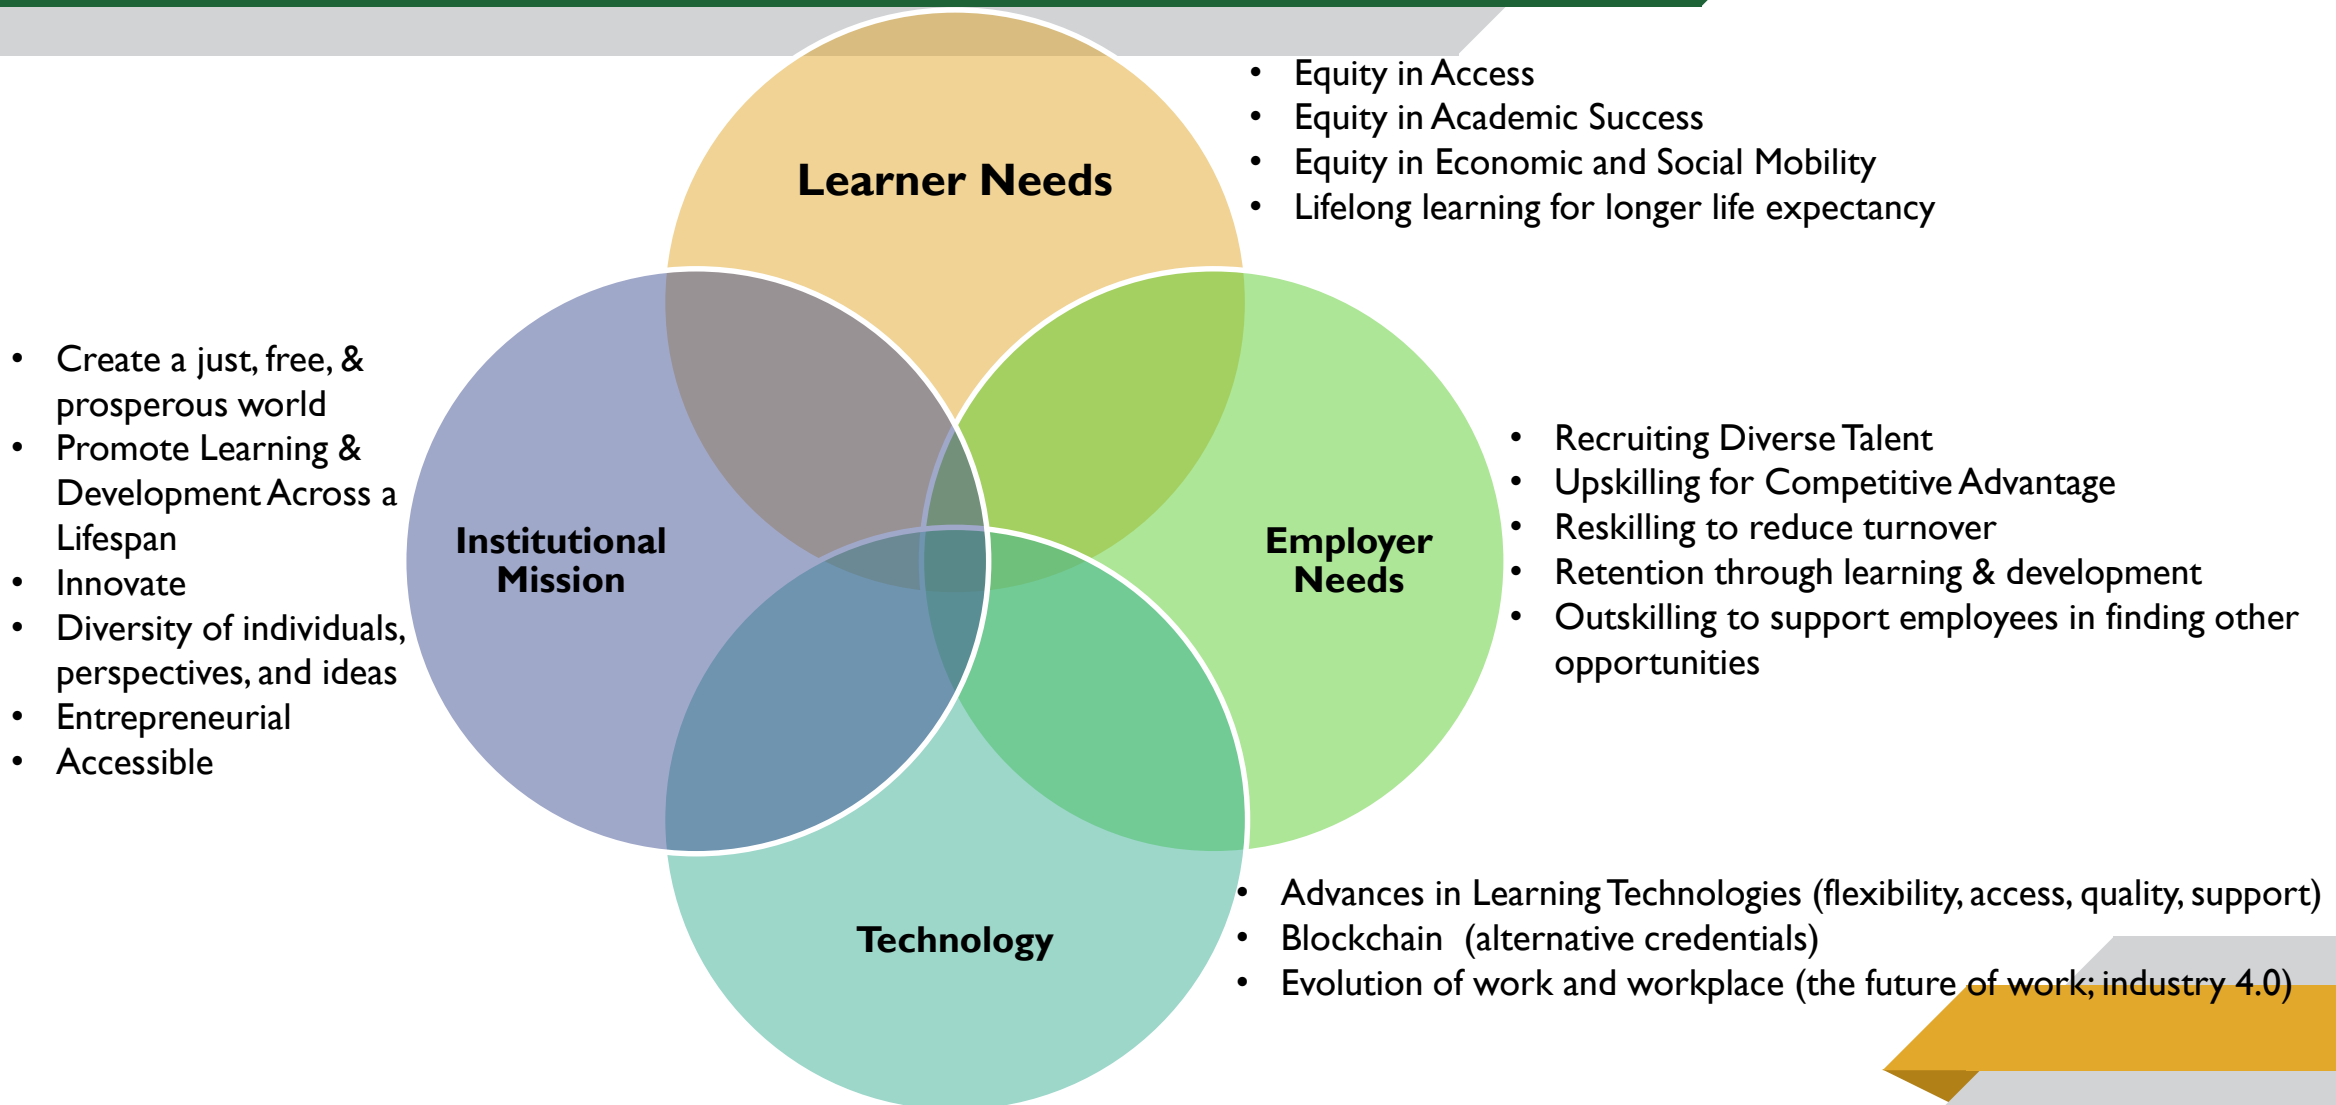 Learner Needs
• Equity in Access
• Equity in Academic Success
• Equity in Economic and Social Mobility
• Lifelong learning for longer life expectancy
• Create a just, free, &
prosperous world
• Promote Learning &
Development Across a
Lifespan
• Innovate
• Diversity of individuals,
perspectives, and ideas
• Entrepreneurial
• Accessible
Institutional
Mission
Employer
Needs
• Recruiting Diverse Talent
• Upskilling for Competitive Advantage
• Reskilling to reduce turnover
• Retention through learning & development
• Outskilling to support employees in finding other
opportunities
Technology
• Advances in Learning Technologies (flexibility, access, quality, support)
• Blockchain (alternative credentials)
• Evolution of work and workplace (the future of work; industry 4.0)